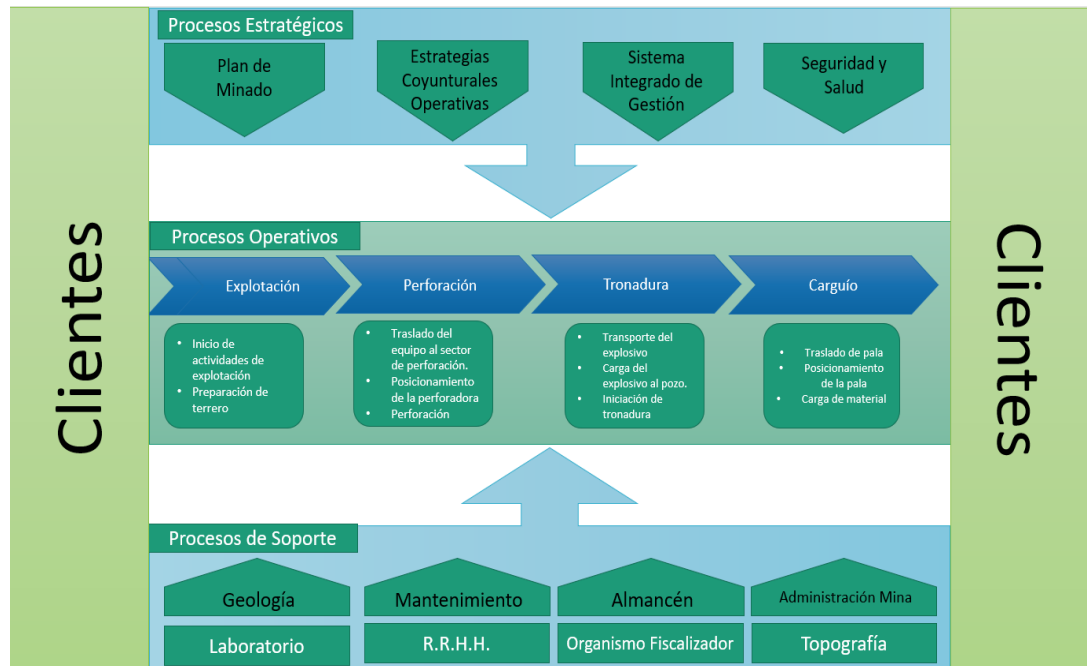 Procesos Estratégicos
Plan de
Minado
Estrategias
Coyunturales
Operativas
Sistema
Integrado de
Gestión
Seguridad y
Salud
Clientes
Clientes
Procesos Operativos
Explotación
Perforación
Tronadura
Carguío
• Inicio de
actividades de
explotación
• Preparación de
terrero
• Traslado del
equipo al sector
de perforación.
• Posicionamiento
de la perforadora
• Perforación
• Transporte del
explosivo
• Carga del
explosivo al pozo.
• Iniciación de
tronadura
• Traslado de pala
• Posicionamiento
de la pala
• Carga de material
Procesos de Soporte
Geología
Mantenimiento
Almancén
Administración Mina
Laboratorio
R.R.H.H.
Organismo Fiscalizador
Topografía